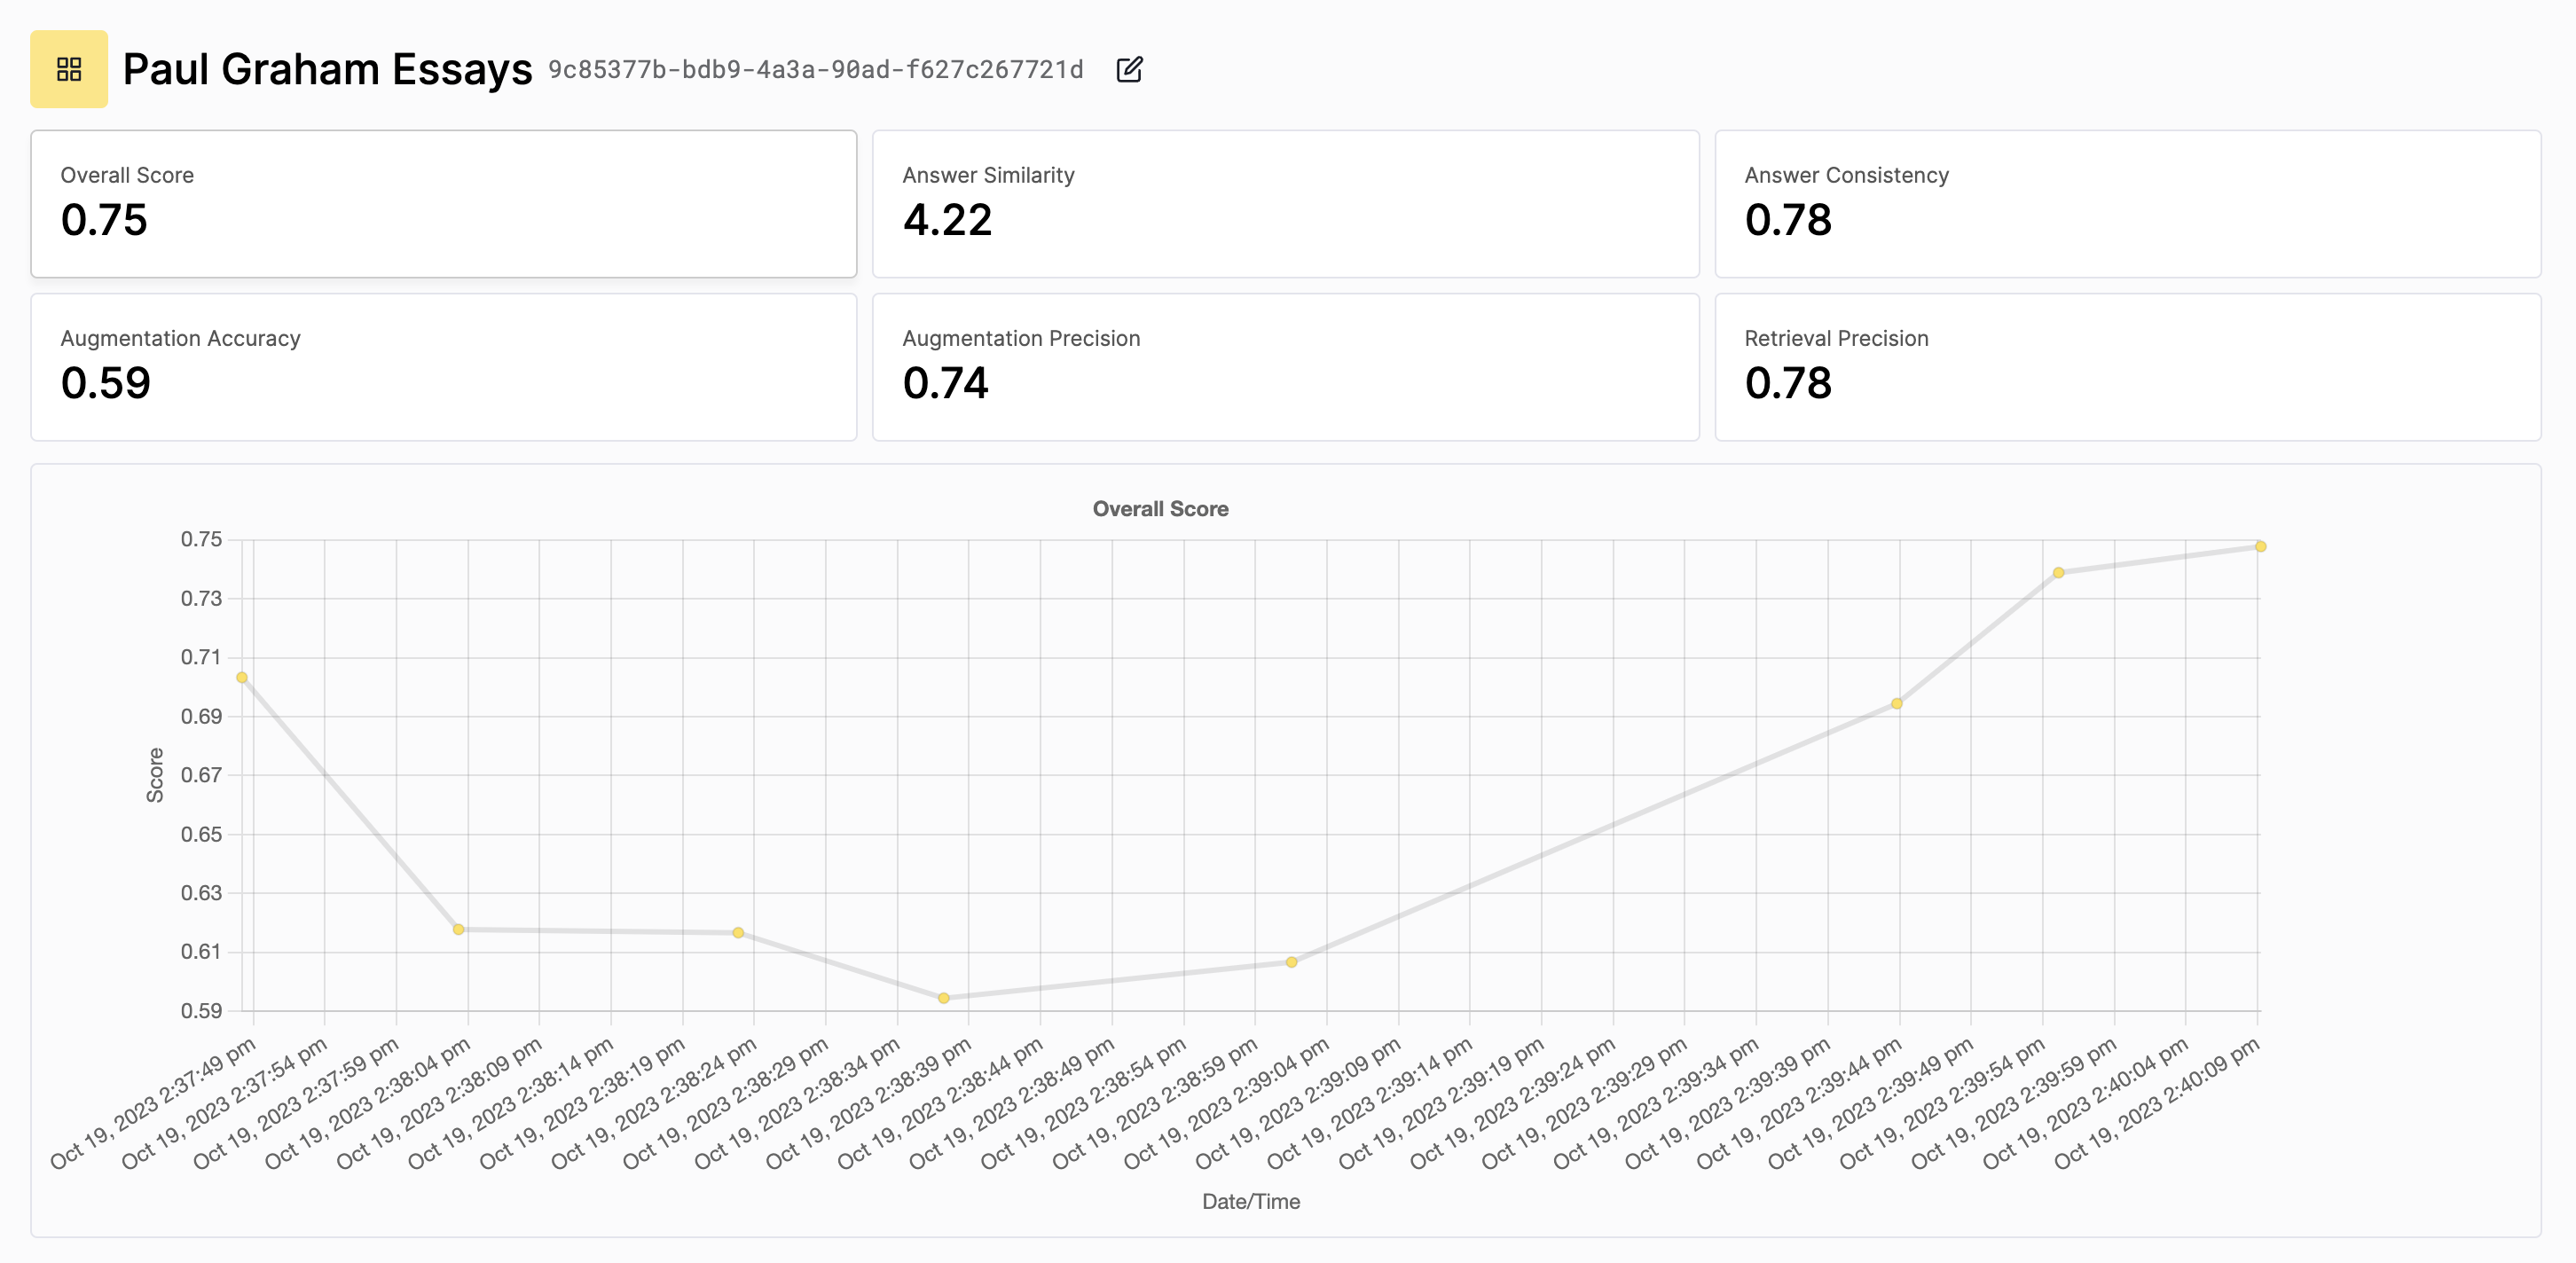 Paul Graham Essays 9c85377b-bdb9-4a3a-90ad-f627c267721d
Overall Score
0.75
Answer Similarity
4.22
Answer Consistency
0.78
Augmentation Accuracy
0.59
Augmentation Precision
0.74
Retrieval Precision
0.78
Overall Score
0.75
0.73
0.71
0.69
0.67
0.65
0.63
0.61
0.59
Score
Oct 19, 2023 2:37:49 pm
Oct 19, 2023 2:37:54 pm
Oct 19, 2023 2:37:59 pm
Oct 19, 2023 2:38:04 pm
Oct 19, 2023 2:38:09 pm
Oct 19, 2023 2:38:14 pm
Oct 19, 2023 2:38:19 pm
Oct 19, 2023 2:38:24 pm
Oct 19, 2023 2:38:29 pm
Oct 19, 2023 2:38:34 pm
Oct 19, 2023 2:38:39 pm
Oct 19, 2023 2:38:44 pm
Oct 19, 2023 2:38:49 pm
Oct 19, 2023 2:38:54 pm
Oct 19, 2023 2:38:59 pm
Oct 19, 2023 2:39:04 pm
Oct 19, 2023 2:39:09 pm
Oct 19, 2023 2:39:14 pm
Oct 19, 2023 2:39:19 pm
Oct 19, 2023 2:39:24 pm
Oct 19, 2023 2:39:29 pm
Oct 19, 2023 2:39:34 pm
Oct 19, 2023 2:39:39 pm
Oct 19, 2023 2:39:44 pm
Oct 19, 2023 2:39:49 pm
Oct 19, 2023 2:39:54 pm
Oct 19, 2023 2:39:59 pm
Oct 19, 2023 2:40:04 pm
Oct 19, 2023 2:40:09 pm
Date/Time